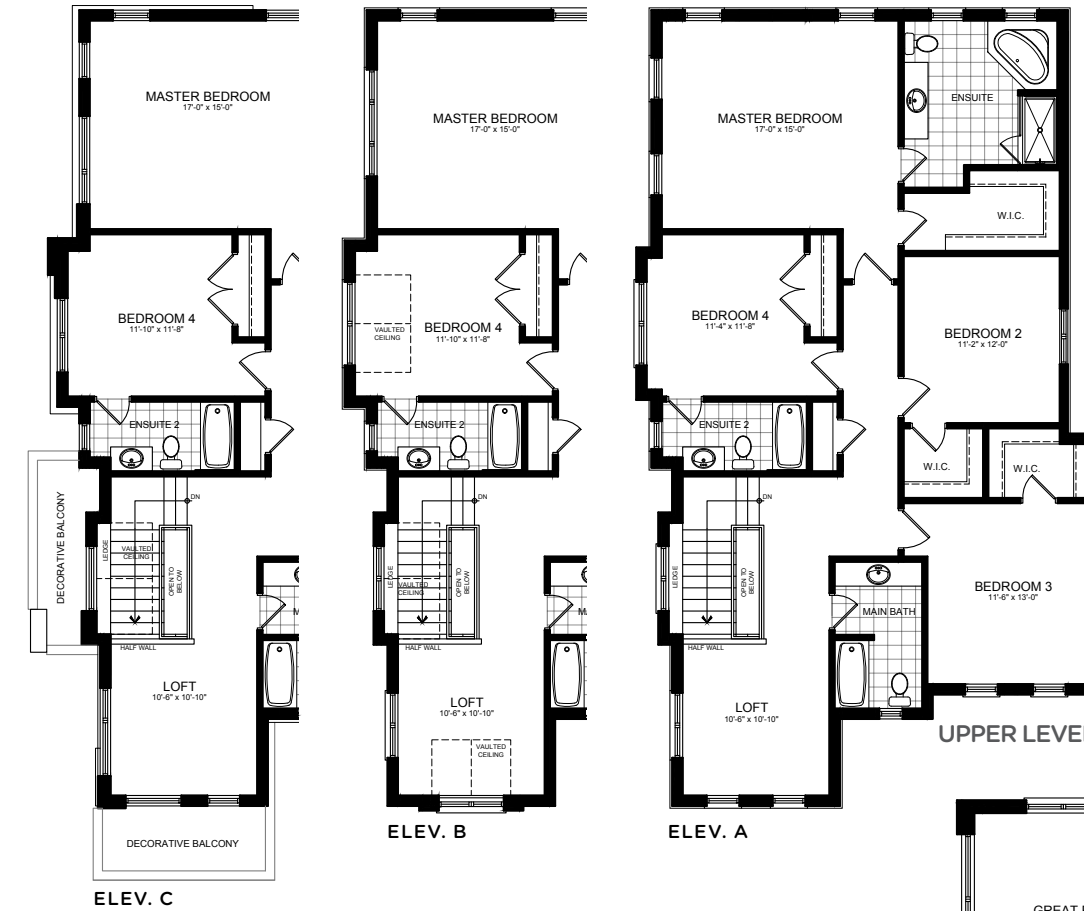 MASTER BEDROOM
17'-0" x 15'-0"
BEDROOM 4
11'-10" x 11'-8"
ENSUITE 2
DN
LEDGE
VAULTED
CEILING
OPEN TO
BELOW
HALF WALL
DECORATIVE BALCONY
LOFT
10'-6" x 10'-10"
DECORATIVE BALCONY
ELEV. C
MASTER BEDROOM
17'-0" x 15'-0"
VAULTED
CEILING
BEDROOM 4
11'-10" x 11'-8"
ENSUITE 2
DN
LEDGE
VAULTED
CEILING
OPEN TO
BELOW
HALF WALL
LOFT
10'-6" x 10'-10"
VAULTED
CEILING
ELEV. B
MASTER BEDROOM
17'-0" x 15'-0"
ENSUITE
W.I.C.
BEDROOM 4
11'-4" x 11'-8"
BEDROOM 2
11'-2" x 12'-0"
ENSUITE 2
W.I.C.
W.I.C.
DN
LEDGE
OPEN TO
BELOW
HALF WALL
BEDROOM 3
11'-6" x 13'-0"
MAIN BATH
LOFT
10'-6" x 10'-10"
ELEV. A
UPPER LEVE
GREAT